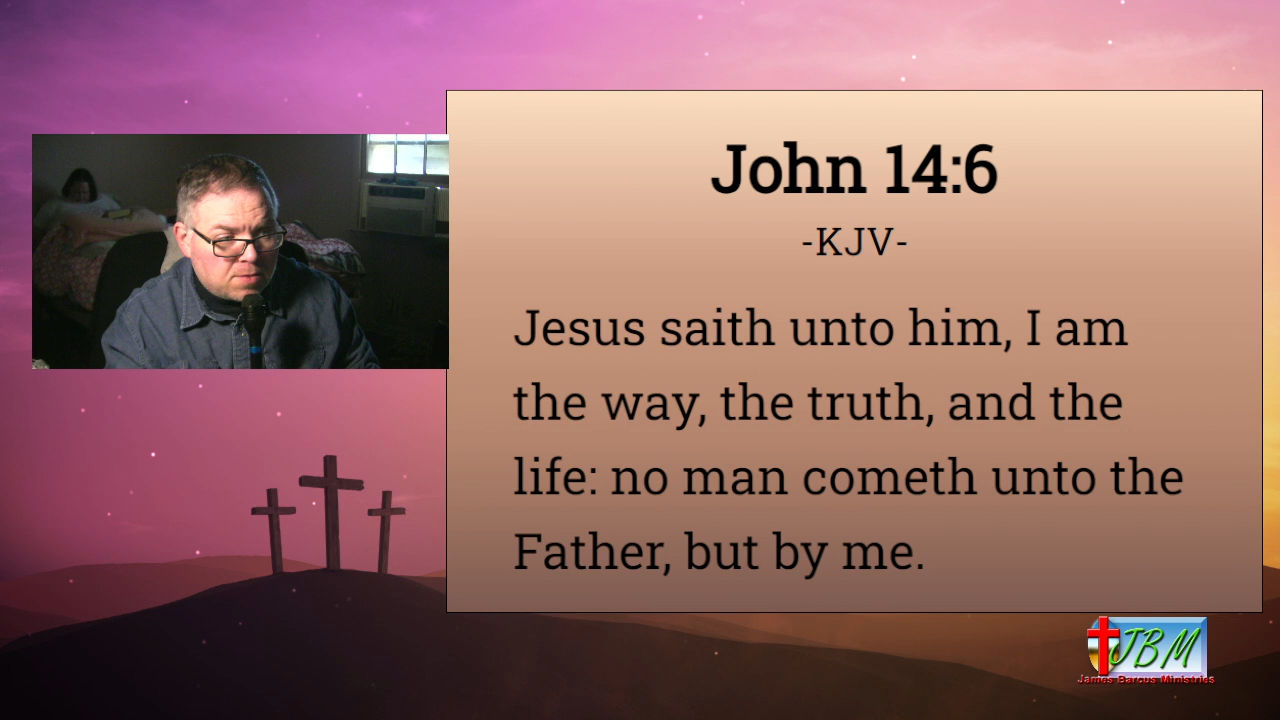 John 14:6
-KJV-
Jesus saith unto him, I am
the way, the truth, and the
life: no man cometh unto the
Father, but by me.
JBM
James Barcus Ministries